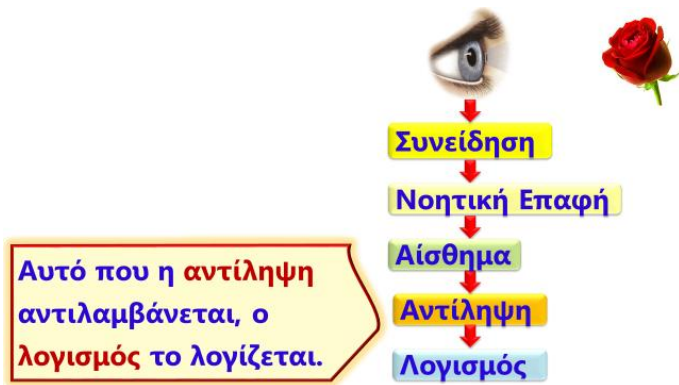 Συνείδηση
Νοητική Επαφή
Αίσθημα
Αντίληψη
Λογισμός
Αυτό που η αντίληψη
αντιλαμβάνεται, ο
λογισμός το λογίζεται.